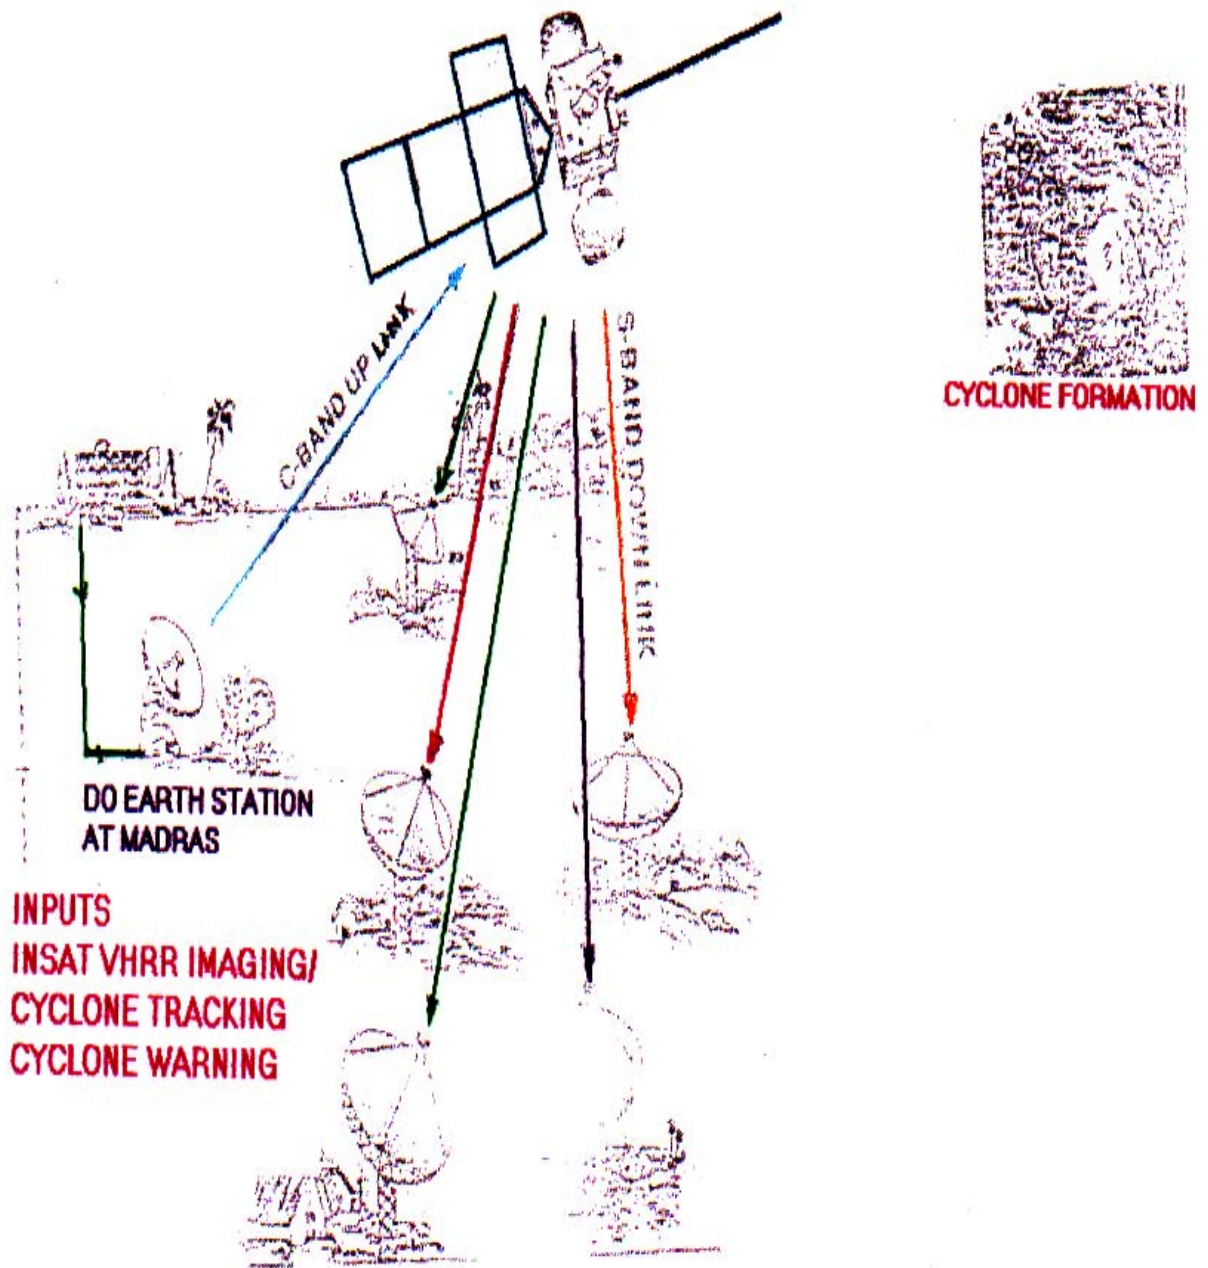 C-BAND UP LINK
S-BAND DOWN LINK
CYCLONE FORMATION
DO EARTH STATION
AT MADRAS
INPUTS
INSAT VHRR IMAGING/
CYCLONE TRACKING
CYCLONE WARNING